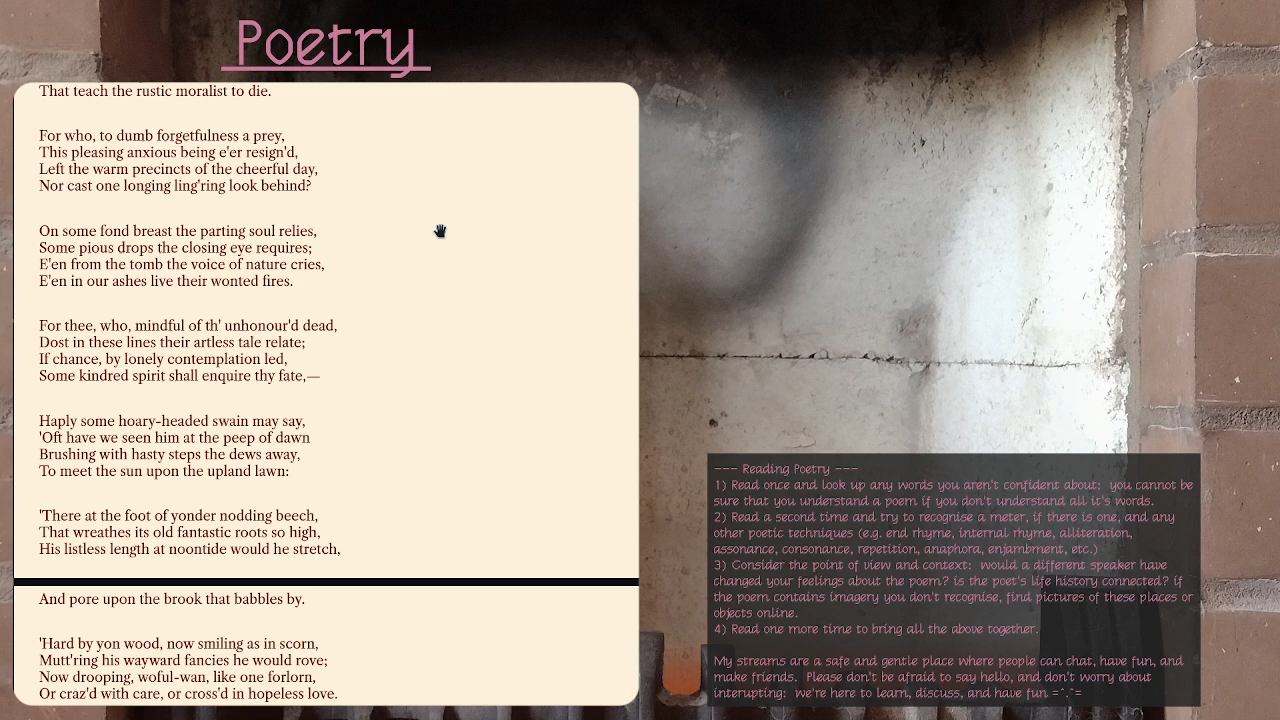 Poetry
That teach the rustic moralist to die.
For who, to dumb forgetfulness a prey,
This pleasing anxious being e'er resign'd,
Left the warm precincts of the cheerful day,
Nor cast one longing ling'ring look behind?
On some fond breast the parting soul relies,
Some pious drops the closing eye requires;
E'en from the tomb the voice of nature cries,
E'en in our ashes live their wonted fires.
For thee, who, mindful of th' unhonour'd dead,
Dost in these lines their artless tale relate;
If chance, by lonely contemplation led,
Some kindred spirit shall enquire thy fate,—
Haply some hoary-headed swain may say,
'Oft have we seen him at the peep of dawn
Brushing with hasty steps the dews away,
To meet the sun upon the upland lawn:
'There at the foot of yonder nodding beech,
That wreathes its old fantastic roots so high,
His listless length at noontide would he stretch,
And pore upon the brook that babbles by.
'Hard by yon wood, now smiling as in scorn,
Mutt'ring his wayward fancies he would rove;
Now drooping, woful-wan, like one forlorn,
Or craz'd with care, or cross'd in hopeless love.
--- Reading Poetry ---
1) Read once and look up any words you aren't confident about:  you cannot be
sure that you understand a poem if you don't understand all it's words.
2) Read a second time and try to recognise a meter, if there is one, and any
other poetic techniques (e.g. end rhyme, internal rhyme, alliteration,
assonance, consonance, repetition, anaphora, enjambment, etc.)
3) Consider the point of view and context:  would a different speaker have
changed your feelings about the poem? is the poet's life history connected? if
the poem contains imagery you don't recognise, find pictures of these places or
objects online.
4) Read one more time to bring all the above together.
My streams are a safe and gentle place where people can chat, have fun, and
make friends.  Please don't be afraid to say hello, and don't worry about
interupting:  we're here to learn, discuss, and have fun =^.^=